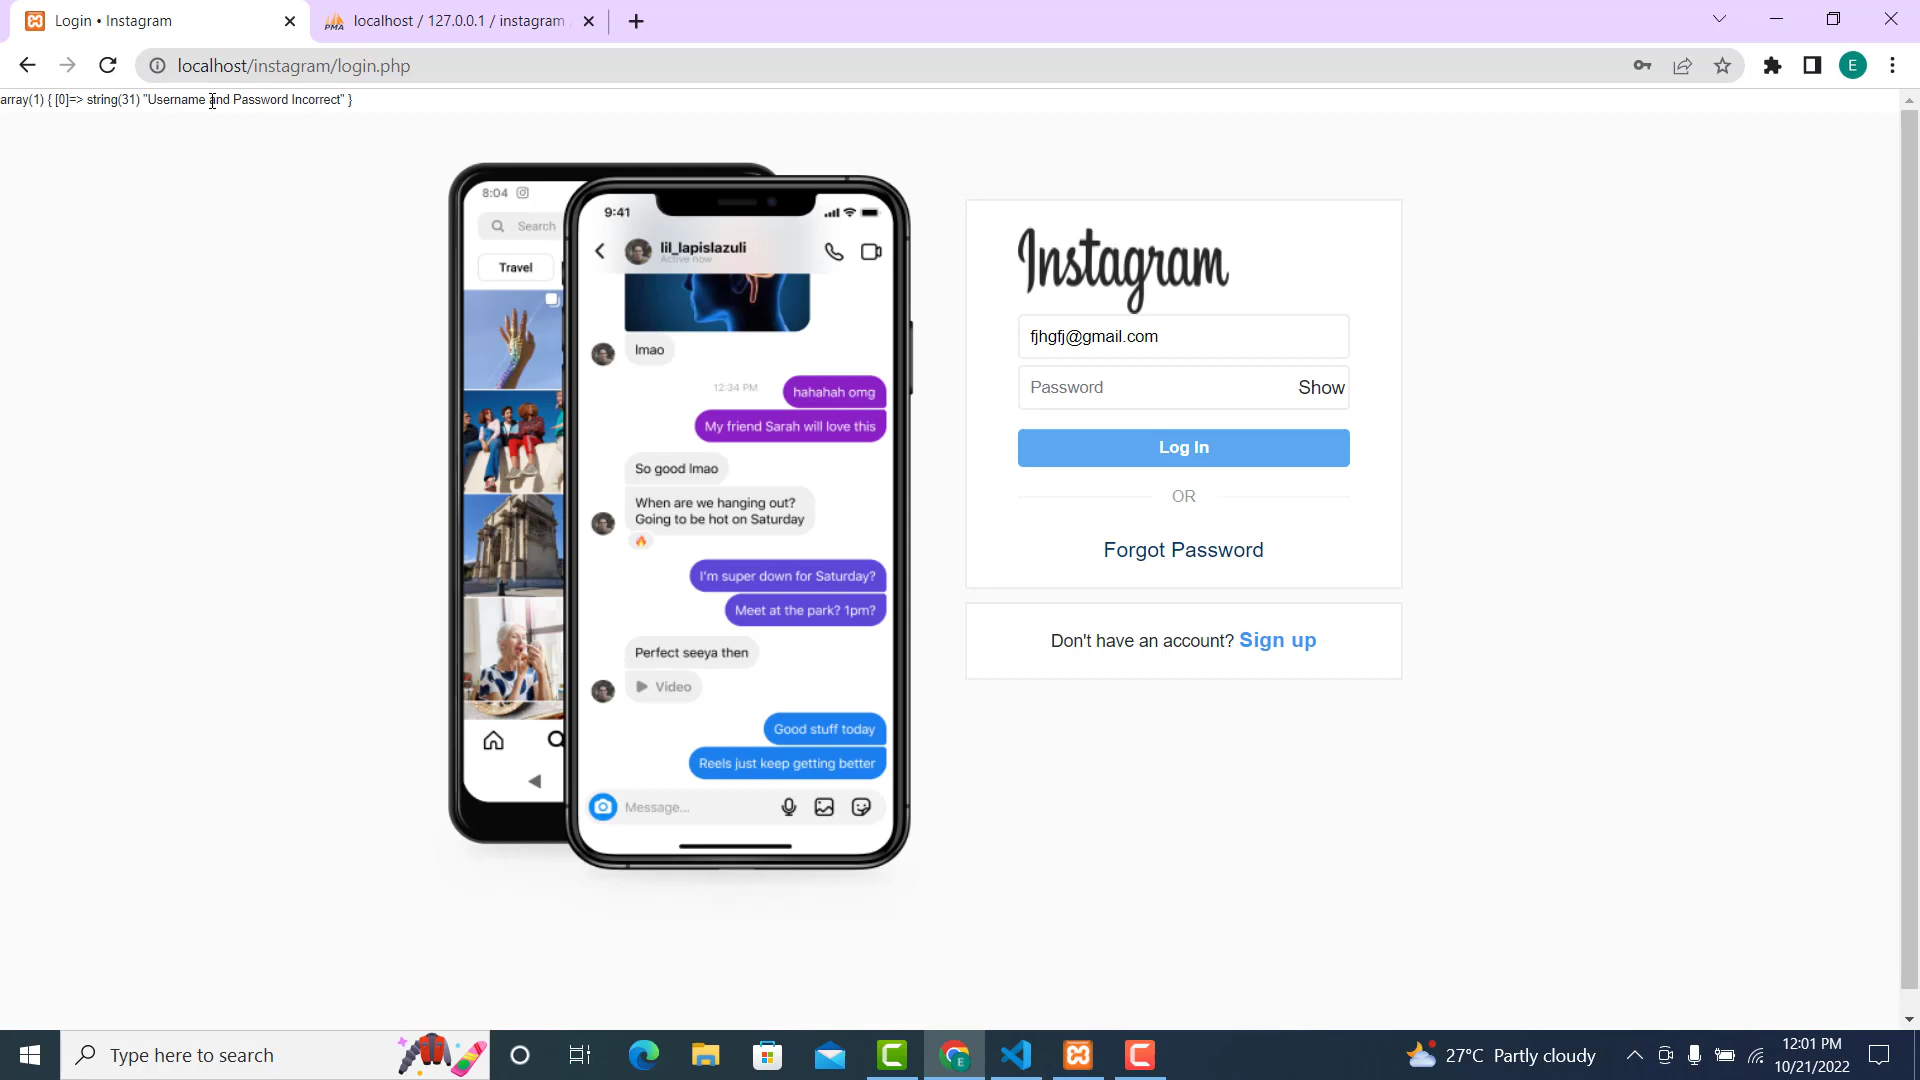 Login • Instagram
PMA localhost / 127.0.0.1 / instagram
localhost/instagram/login.php
E
array(1) { [0]=> string(31) "Username and Password Incorrect" }
8:04
Search
Travel
9:41
lil_lapislazuli
Active now
lmao
12:34 PM
hahahah omg
My friend Sarah will love this
So good lmao
When are we hanging out?
Going to be hot on Saturday
I'm super down for Saturday?
Meet at the park? 1pm?
Perfect seeya then
Video
Good stuff today
Reels just keep getting better
Message...
Instagram
fjhgfj@gmail.com
Password
Show
Log In
OR
Forgot Password
Don't have an account? Sign up
Type here to search
E
27°C Partly cloudy
12:01 PM
10/21/2022